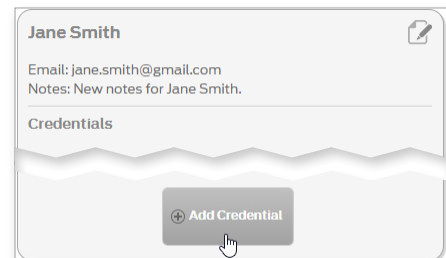 Jane Smith
Email: jane.smith@gmail.com
Notes: New notes for Jane Smith.
Credentials
Add Credential